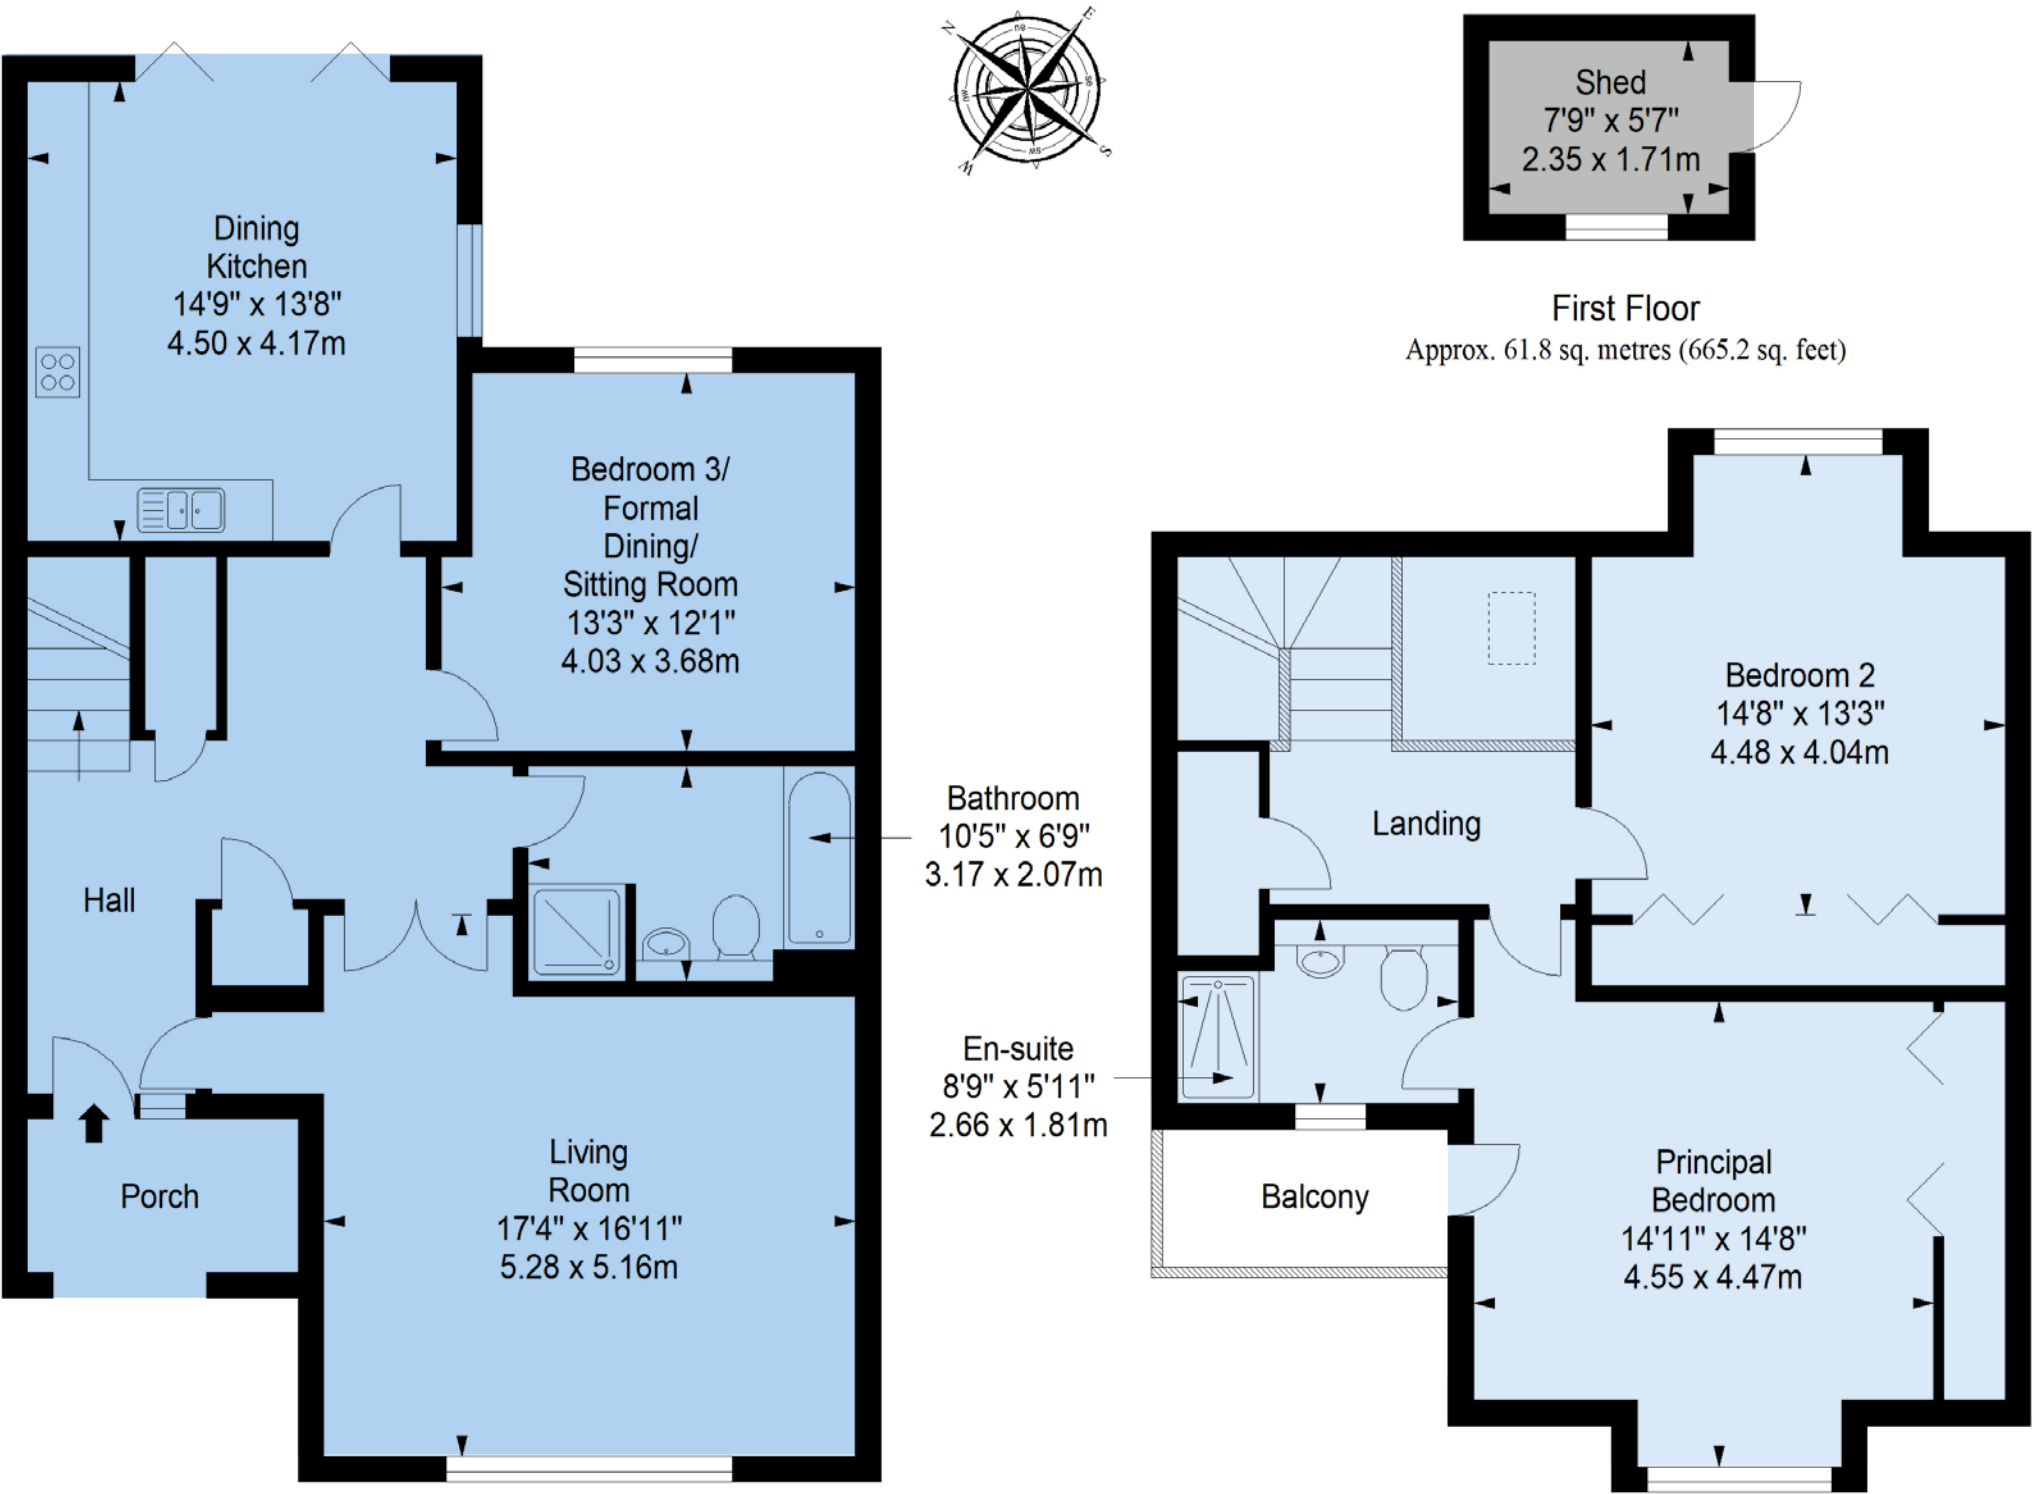 N
E
S
W
ne
se
sw
nw
Shed
7'9" x 5'7"
2.35 x 1.71m
First Floor
Approx. 61.8 sq. metres (665.2 sq. feet)
Dining
Kitchen
14'9" x 13'8"
4.50 x 4.17m
Bedroom 3/
Formal
Dining/
Sitting Room
13'3" x 12'1"
4.03 x 3.68m
Bathroom
10'5" x 6'9"
3.17 x 2.07m
Hall
Porch
Living
Room
17'4" x 16'11"
5.28 x 5.16m
Bedroom 2
14'8" x 13'3"
4.48 x 4.04m
Landing
En-suite
8'9" x 5'11"
2.66 x 1.81m
Balcony
Principal
Bedroom
14'11" x 14'8"
4.55 x 4.47m